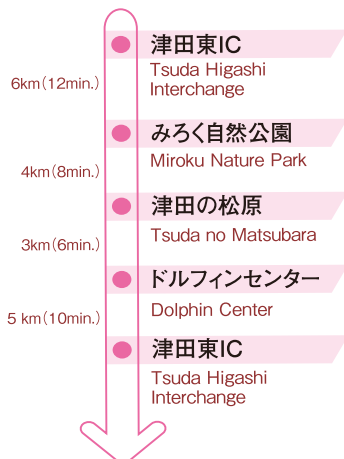 津田東IC
Tsuda Higashi
Interchange
6km(12min.)
みろく自然公園
Miroku Nature Park
4km(8min.)
津田の松原
Tsuda no Matsubara
3km(6min.)
ドルフィンセンター
Dolphin Center
5 km(10min.)
津田東IC
Tsuda Higashi
Interchange